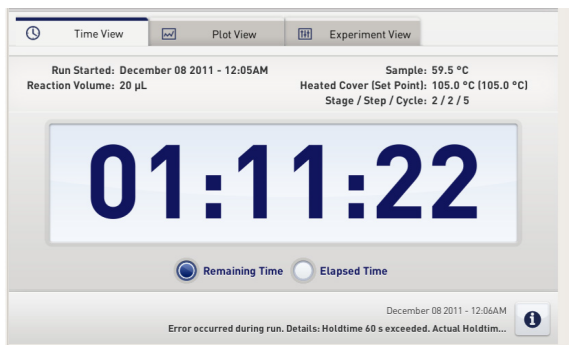 Time View Plot View Experiment View
Run Started: December 08 2011 - 12:05AM
Reaction Volume: 20 µL
Sample: 59.5 °C
Heated Cover (Set Point): 105.0 °C (105.0 °C)
Stage / Step / Cycle: 2 / 2 / 5
01:11:22
Remaining Time Elapsed Time
December 08 2011 - 12:06AM
Error occurred during run. Details: Holdtime 60 s exceeded. Actual Holdtim...